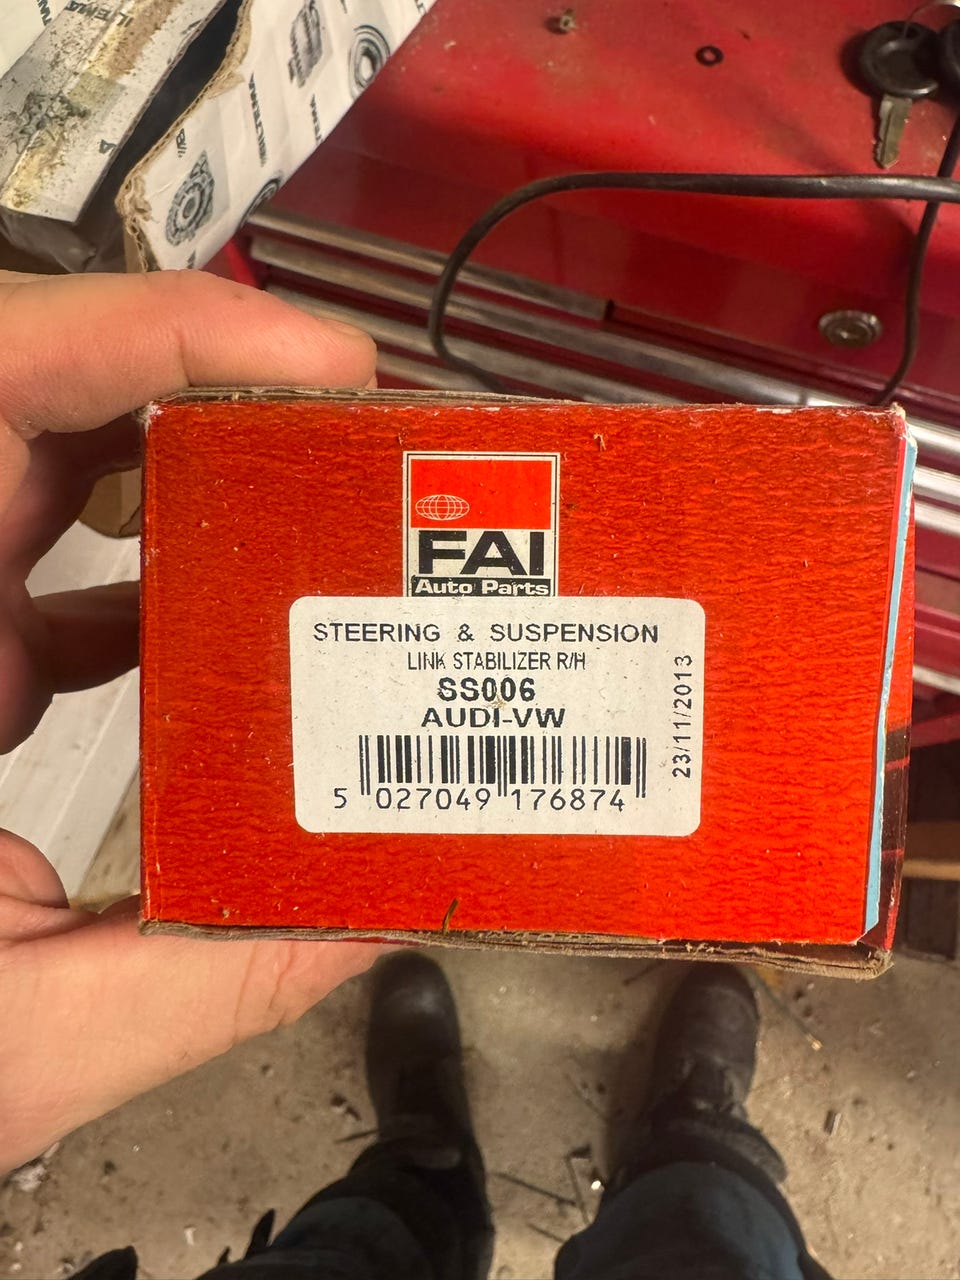 FAI
Auto Parts
STEERING & SUSPENSION
LINK STABILIZER R/H
SS006
AUDI-VW
23/11/2013
5 027049 176874